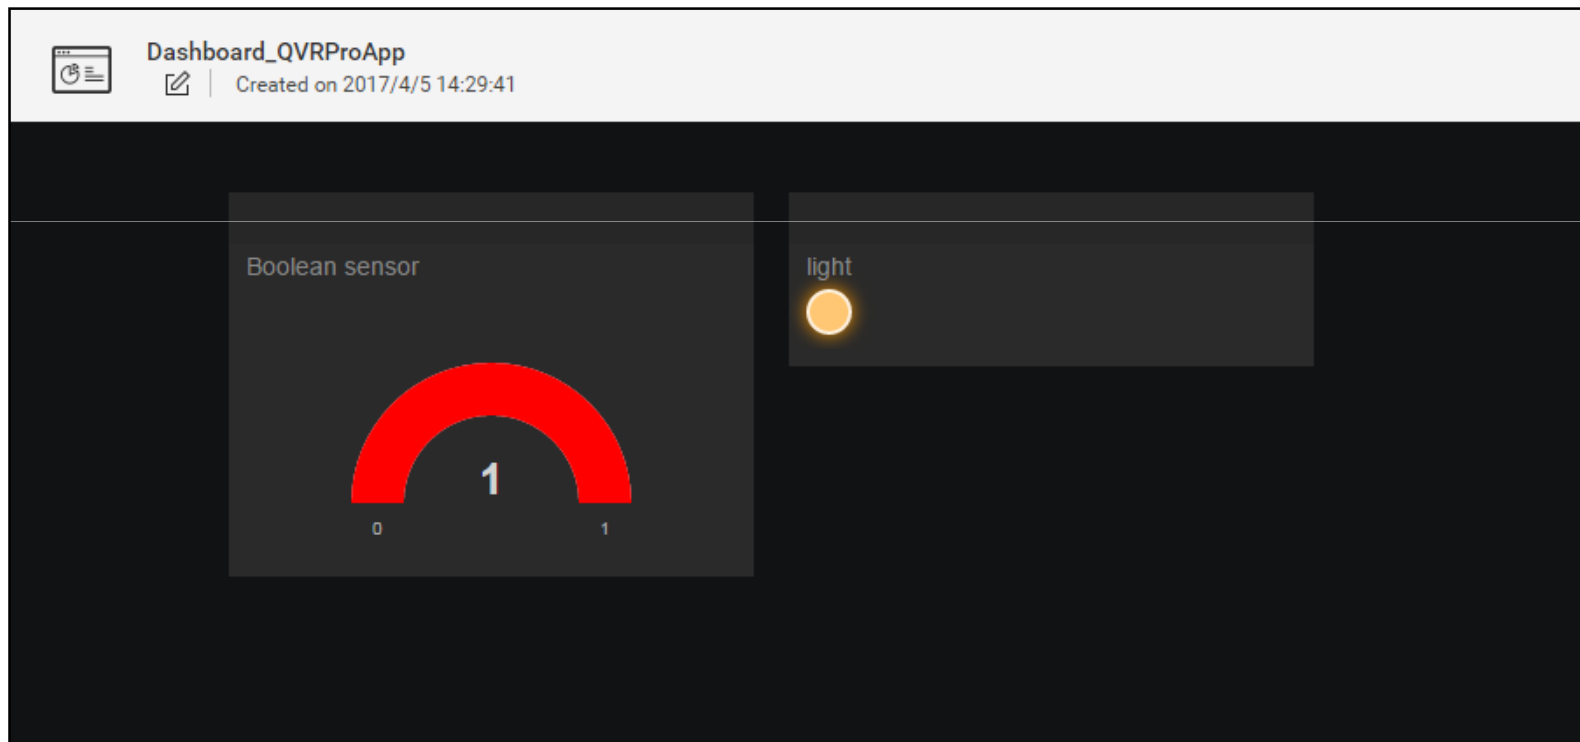 Dashboard_QVRProApp
Created on 2017/4/5 14:29:41
Boolean sensor
light
1
0
1